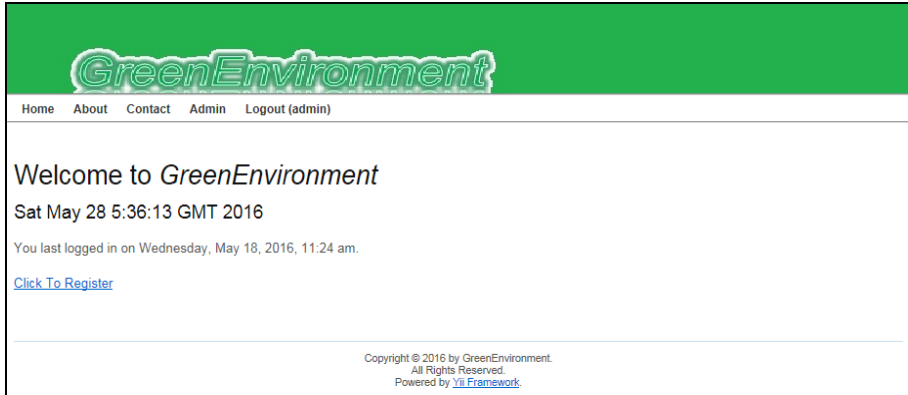 GreenEnvironment
Home About Contact Admin Logout (admin)
Welcome to GreenEnvironment
Sat May 28 5:36:13 GMT 2016
You last logged in on Wednesday, May 18, 2016, 11:24 am.
Click To Register
Copyright © 2016 by GreenEnvironment.
All Rights Reserved.
Powered by Yii Framework.